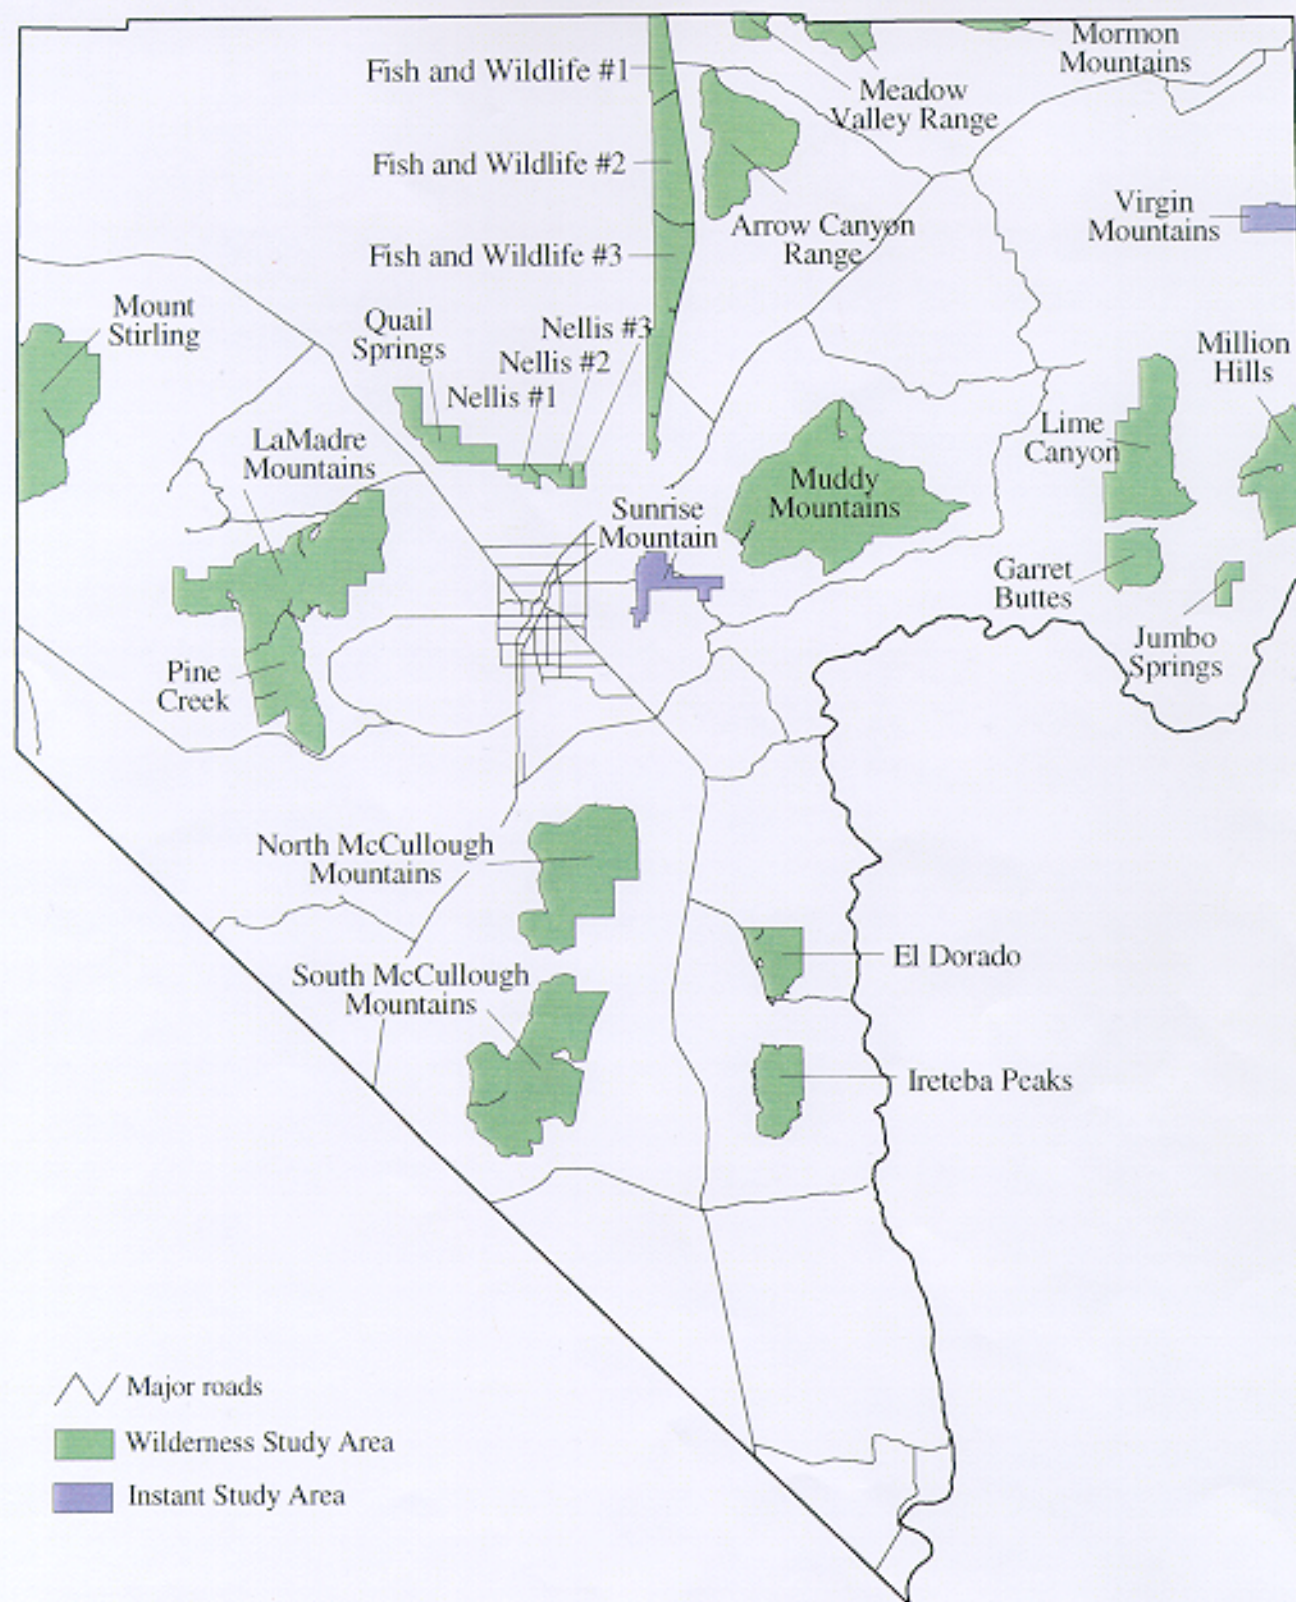 Mormon
Mountains
Fish and Wildlife #1
Meadow
Valley Range
Fish and Wildlife #2
Virgin
Mountains
Arrow Canyon
Range
Fish and Wildlife #3
Mount
Stirling
Quail
Springs
Nellis #3
Nellis #2
Nellis #1
Million
Hills
LaMadre
Mountains
Lime
Canyon
Muddy
Mountains
Sunrise
Mountain
Garret
Buttes
Jumbo
Springs
Pine
Creek
North McCullough
Mountains
El Dorado
South McCullough
Mountains
Ireteba Peaks
Major roads
Wilderness Study Area
Instant Study Area